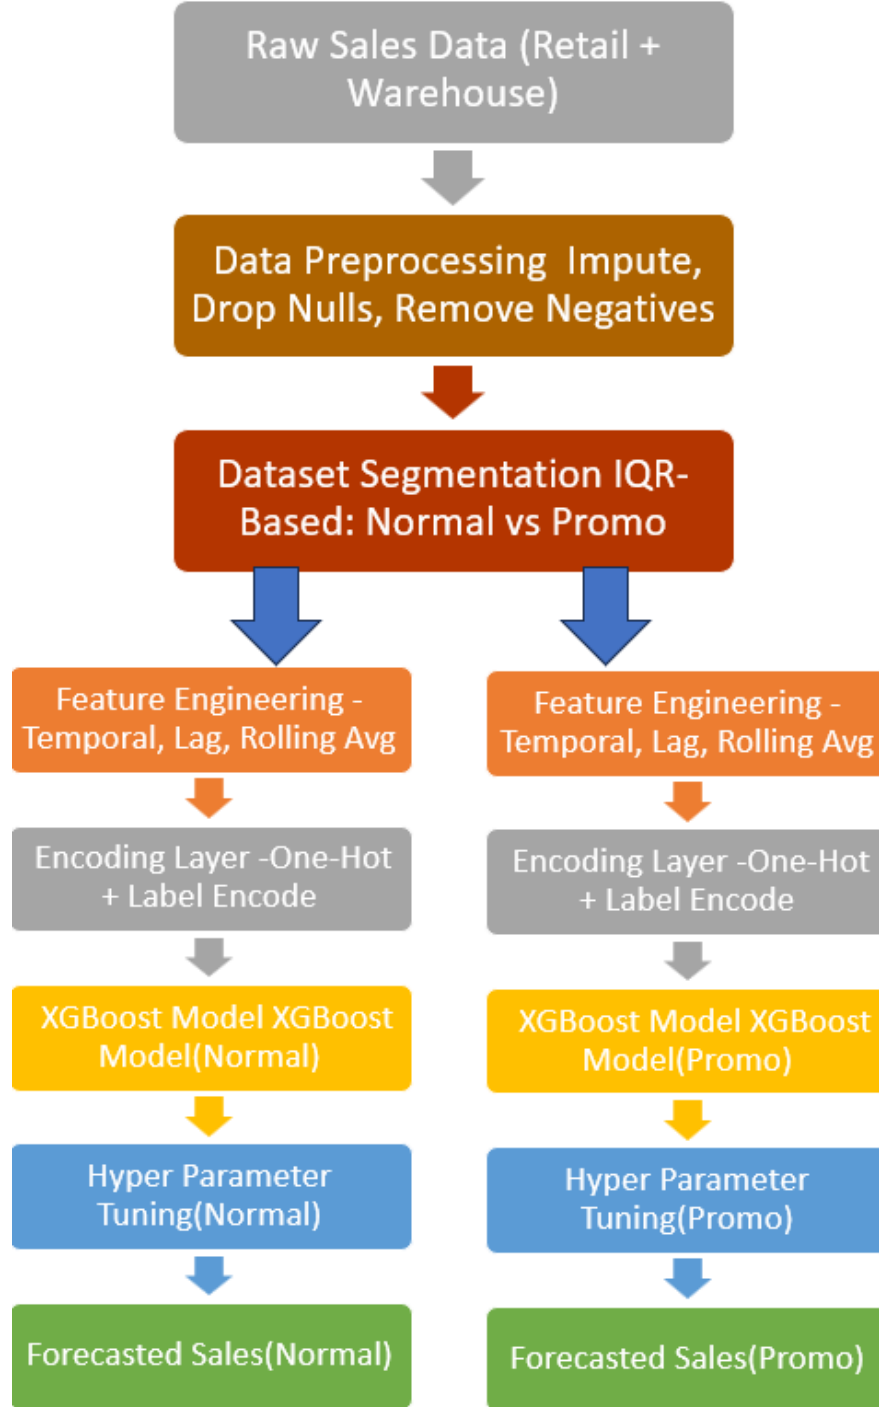 Raw Sales Data (Retail +
Warehouse)
Data Preprocessing  Impute,
Drop Nulls, Remove Negatives
Dataset Segmentation IQR-
Based: Normal vs Promo
Feature Engineering -
Temporal, Lag, Rolling Avg
Encoding Layer -One-Hot
+ Label Encode
XGBoost Model XGBoost
Model(Normal)
Hyper Parameter
Tuning(Normal)
Forecasted Sales(Normal)
Feature Engineering -
Temporal, Lag, Rolling Avg
Encoding Layer -One-Hot
+ Label Encode
XGBoost Model XGBoost
Model(Promo)
Hyper Parameter
Tuning(Promo)
Forecasted Sales(Promo)